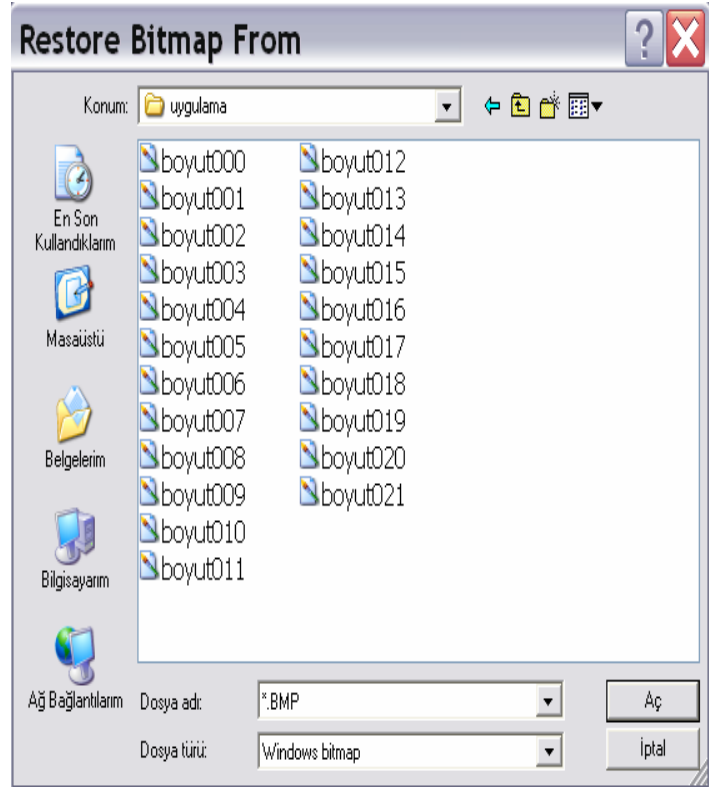 Restore Bitmap From
Konum: uygulama
En Son
Kullandıklarım
Masaüstü
Belgelerim
Bilgisayarım
Ağ Bağlantılarım
boyut000
boyut001
boyut002
boyut003
boyut004
boyut005
boyut006
boyut007
boyut008
boyut009
boyut010
boyut011
boyut012
boyut013
boyut014
boyut015
boyut016
boyut017
boyut018
boyut019
boyut020
boyut021
Dosya adı: *.BMP Aç
Dosya türü: Windows bitmap İptal